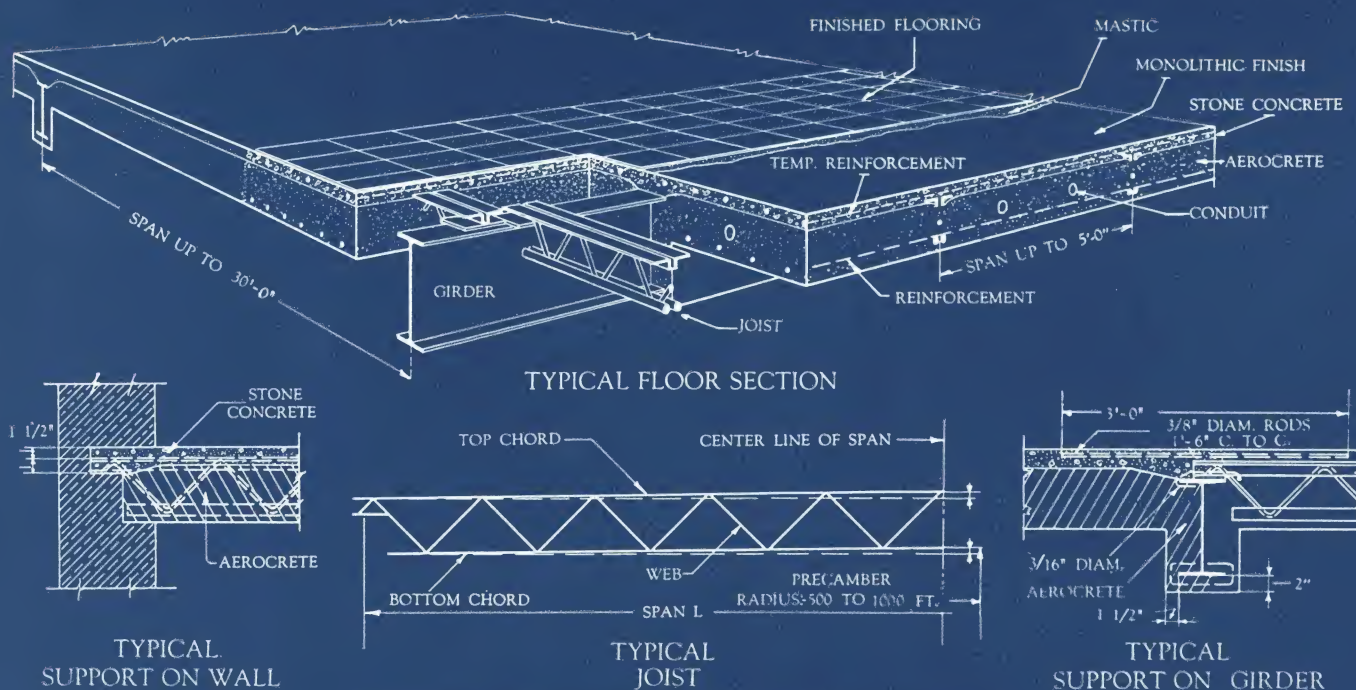 FINISHED FLOORING
MASTIC
MONOLITHIC FINISH
STONE CONCRETE
TEMP. REINFORCEMENT
AEROCRETE
CONDUIT
SPAN UP TO 5'-0"
SPAN UP TO 30'-0"
GIRDER
REINFORCEMENT
JOIST
TYPICAL FLOOR SECTION
STONE
CONCRETE
1 1/2"
AEROCRETE
TYPICAL.
SUPPORT ON WALL
TOP CHORD
CENTER LINE OF SPAN
WEB
BOTTOM CHORD
PRECAMBER
RADIUS:-500 TO 1000 FT.
SPAN L
TYPICAL
JOIST
3'-0"
3/8" DIAM. RODS
1'-6" C. TO C.
3/16" DIAM.
AEROCRETE
2"
1 1/2"
TYPICAL
SUPPORT ON GIRDER